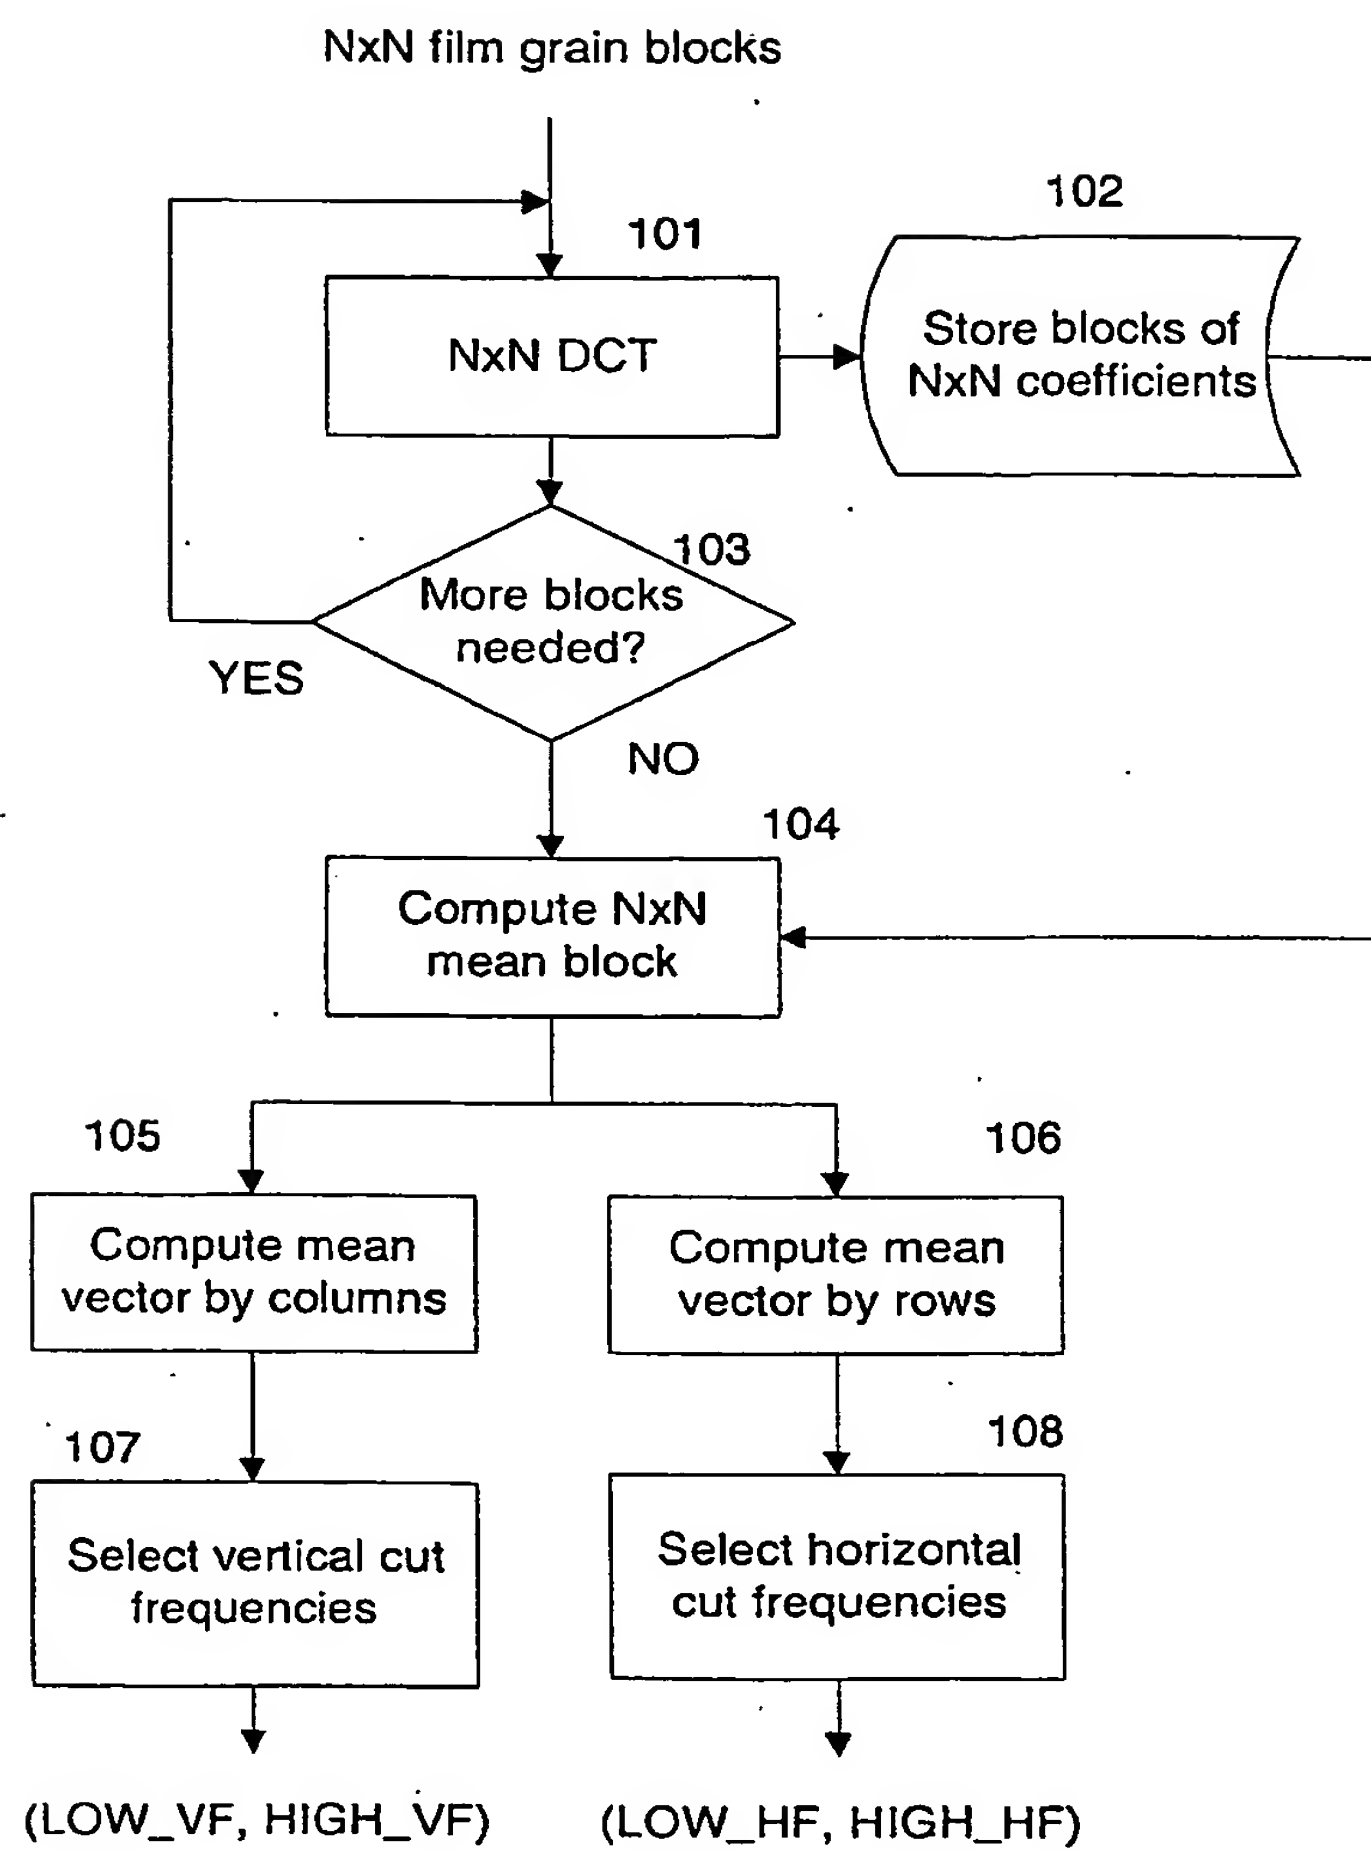 NxN film grain blocks
102
101
Store blocks of
NxN coefficients
NxN DCT
103
More blocks
needed?
YES
NO
104
Compute NxN
mean block
105
106
Compute mean
vector by columns
Compute mean
vector by rows
107
108
Select vertical cut
frequencies
Select horizontal
cut frequencies
(LOW_VF, HIGH_VF)
(LOW_HF, HIGH_HF)